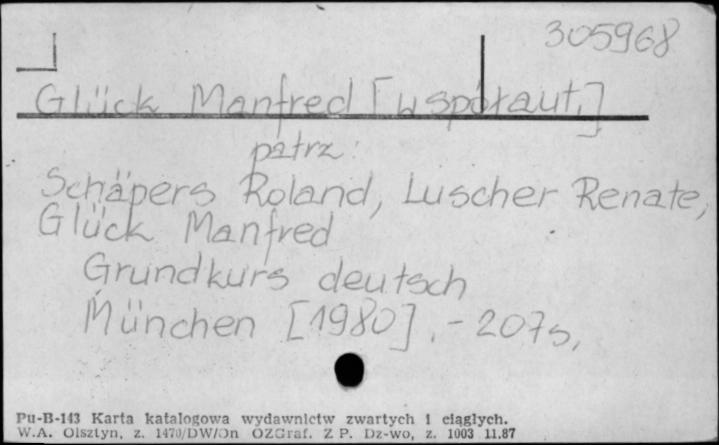 305968
Glück Manfred [współaut.]
patrz:
Schäpers Roland, Luscher Renate,
Glück Manfred
Grundkurs deutsch
München [1980]. - 207s.
Pu-B-143 Karta katalogowa wydawnictw zwartych i ciągłych.
W.A. Olsztyn, z. 1470/DW/On OZGraf. Z P. Dz-wo, z. 1003 11.87